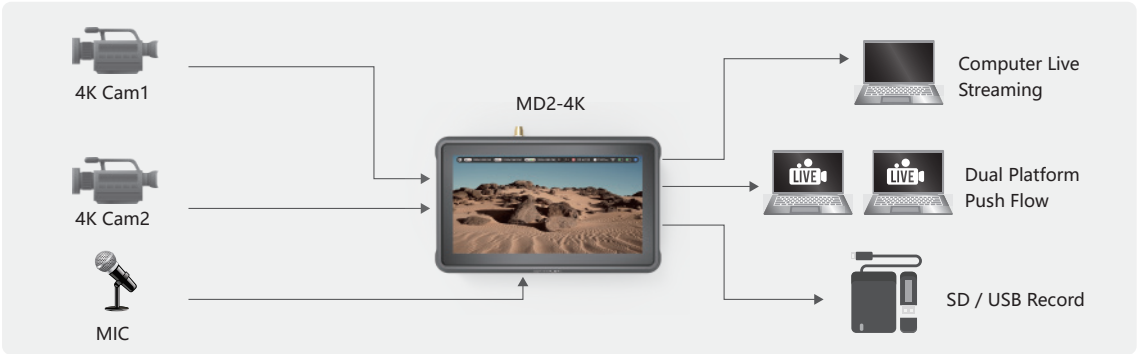 4K Cam1
4K Cam2
MIC
MD2-4K
Computer Live
Streaming
LIVE
LIVE
Dual Platform
Push Flow
SD / USB Record